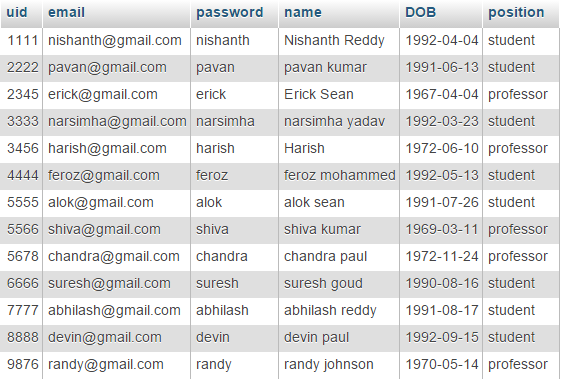 uid email password name DOB position
1111 nishanth@gmail.com nishanth Nishanth Reddy 1992-04-04 student
2222 pavan@gmail.com pavan pavan kumar 1991-06-13 student
2345 erick@gmail.com erick Erick Sean 1967-04-04 professor
3333 narsimha@gmail.com narsimha narsimha yadav 1992-03-23 student
3456 harish@gmail.com harish Harish 1972-06-10 professor
4444 feroz@gmail.com feroz feroz mohammed 1992-05-13 student
5555 alok@gmail.com alok alok sean 1991-07-26 student
5566 shiva@gmail.com shiva shiva kumar 1969-03-11 professor
5678 chandra@gmail.com chandra chandra paul 1972-11-24 professor
6666 suresh@gmail.com suresh suresh goud 1990-08-16 student
7777 abhilash@gmail.com abhilash abhilash reddy 1991-08-17 student
8888 devin@gmail.com devin devin paul 1992-09-15 student
9876 randy@gmail.com randy randy johnson 1970-05-14 professor